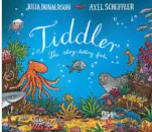 JULIA DONALDSON AXEL SCHEFFLER
Tiddler
The story-telling fish